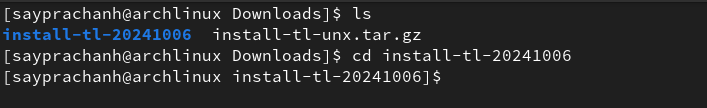 [sayprachanh@archlinux Downloads]$ ls
install-tl-20241006  install-tl-unx.tar.gz
[sayprachanh@archlinux Downloads]$ cd install-tl-20241006
[sayprachanh@archlinux install-tl-20241006]$